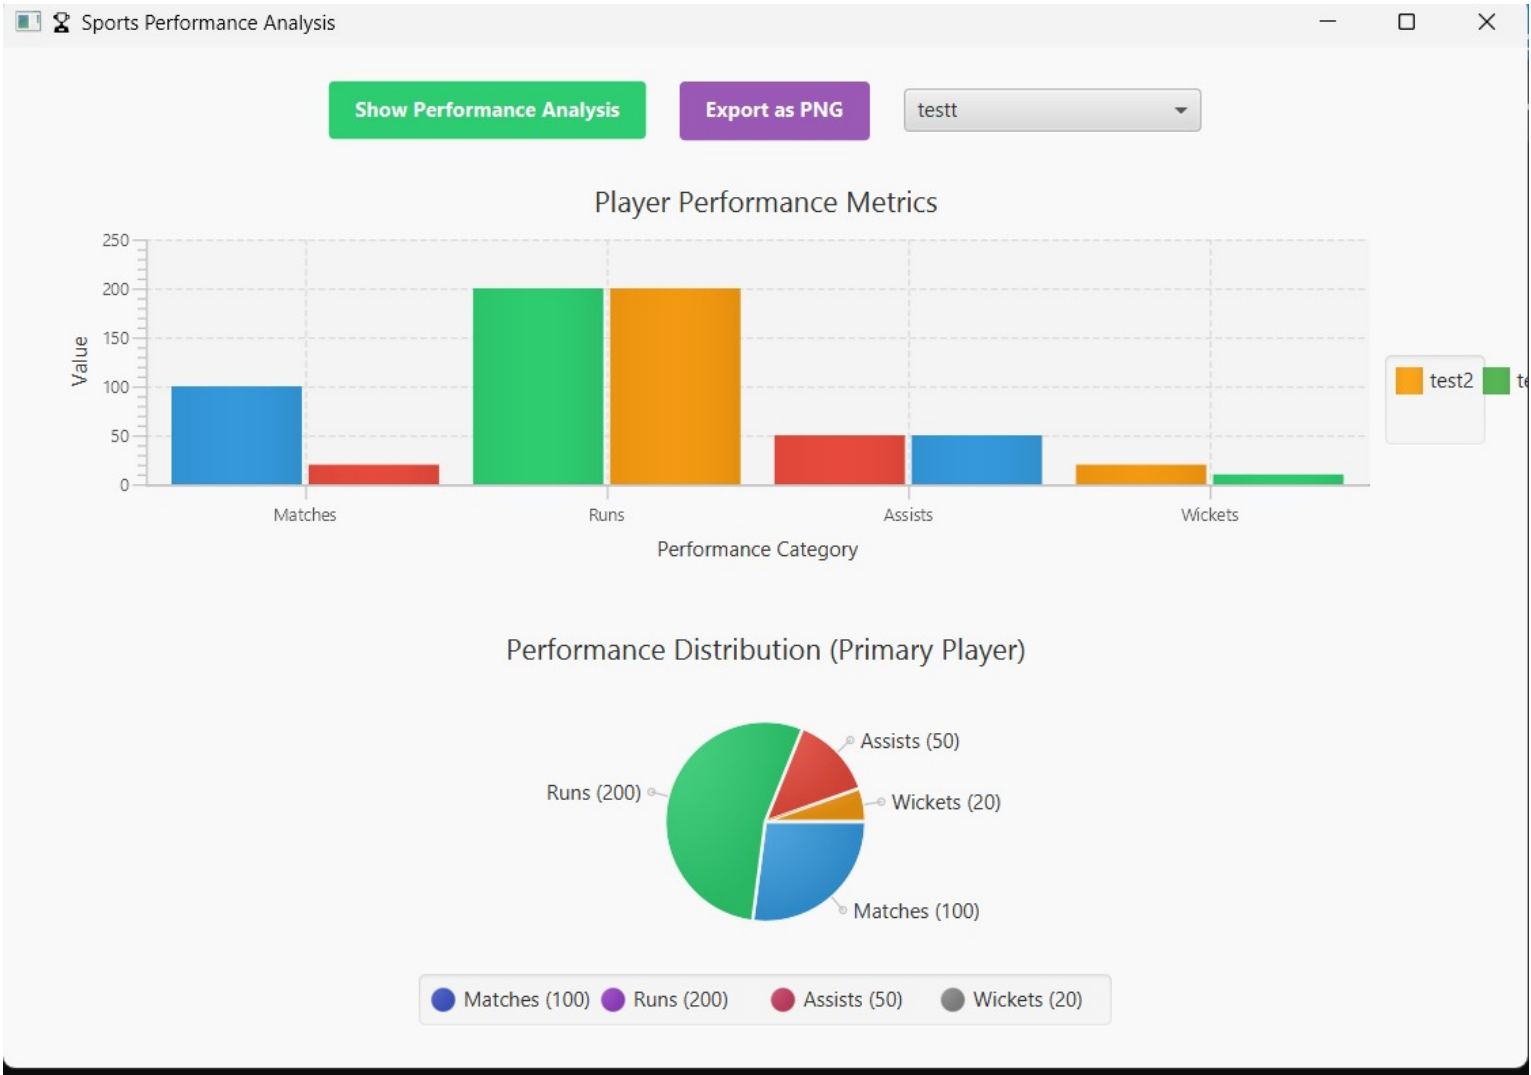 Sports Performance Analysis
Show Performance Analysis
Export as PNG
testt
Player Performance Metrics
250
200
150
100
50
0
Value
Matches
Runs
Assists
Wickets
Performance Category
test2
Performance Distribution (Primary Player)
Assists (50)
Runs (200)
Wickets (20)
Matches (100)
Matches (100) Runs (200) Assists (50) Wickets (20)